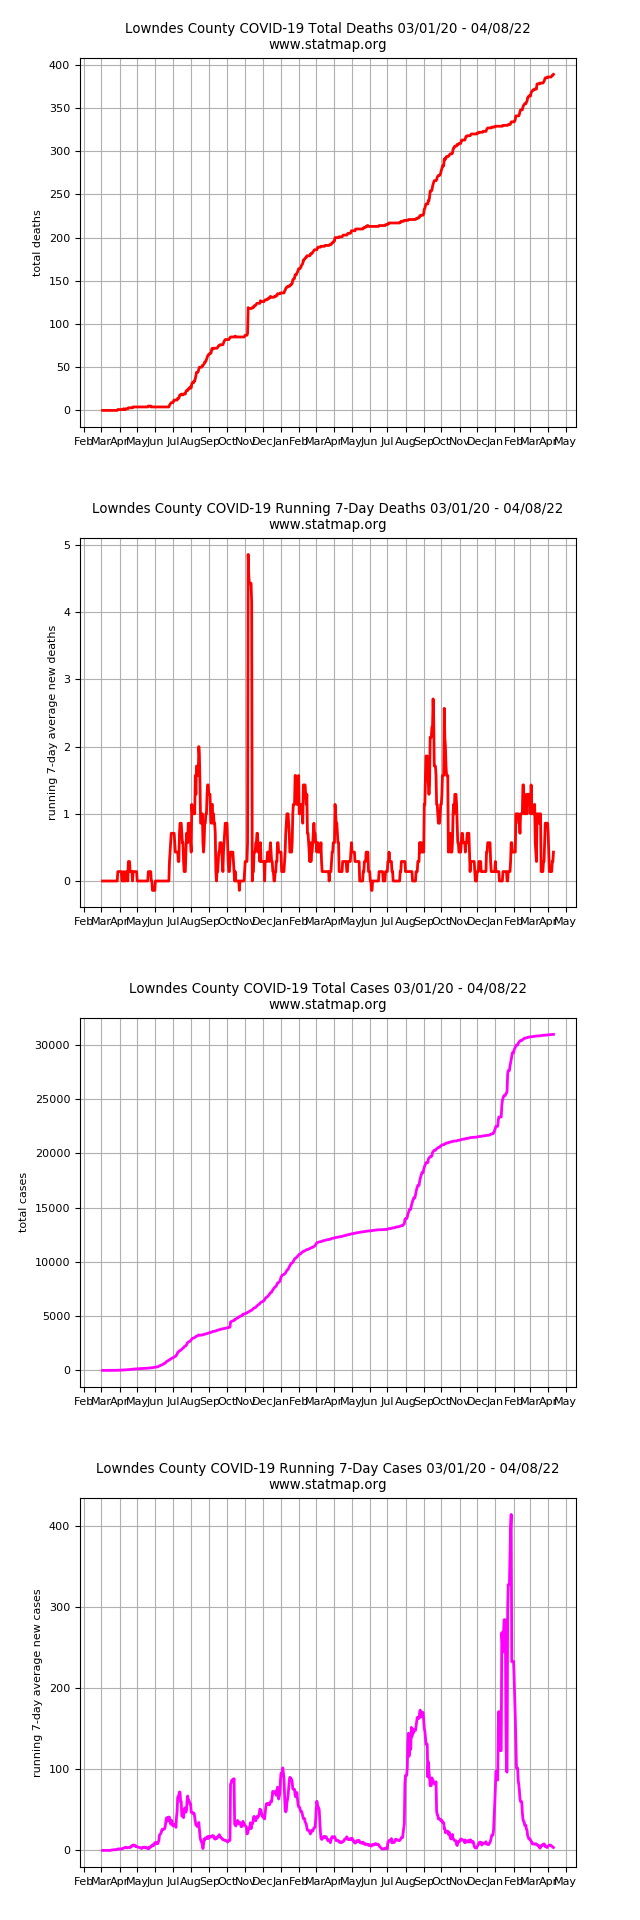 Lowndes County COVID-19 Total Deaths 03/01/20 - 04/08/22
www.statmap.org
400
350
300
250
200
150
100
50
0
total deaths
Feb Mar Apr May Jun Jul Aug Sep Oct Nov Dec Jan Feb Mar Apr May Jun Jul Aug Sep Oct Nov Dec Jan Feb Mar Apr May
Lowndes County COVID-19 Running 7-Day Deaths 03/01/20 - 04/08/22
www.statmap.org
5
4
3
2
1
0
running 7-day average new deaths
Feb Mar Apr May Jun Jul Aug Sep Oct Nov Dec Jan Feb Mar Apr May Jun Jul Aug Sep Oct Nov Dec Jan Feb Mar Apr May
Lowndes County COVID-19 Total Cases 03/01/20 - 04/08/22
www.statmap.org
30000
25000
20000
15000
10000
5000
0
total cases
Feb Mar Apr May Jun Jul Aug Sep Oct Nov Dec Jan Feb Mar Apr May Jun Jul Aug Sep Oct Nov Dec Jan Feb Mar Apr May
Lowndes County COVID-19 Running 7-Day Cases 03/01/20 - 04/08/22
www.statmap.org
400
300
200
100
0
running 7-day average new cases
Feb Mar Apr May Jun Jul Aug Sep Oct Nov Dec Jan Feb Mar Apr May Jun Jul Aug Sep Oct Nov Dec Jan Feb Mar Apr May